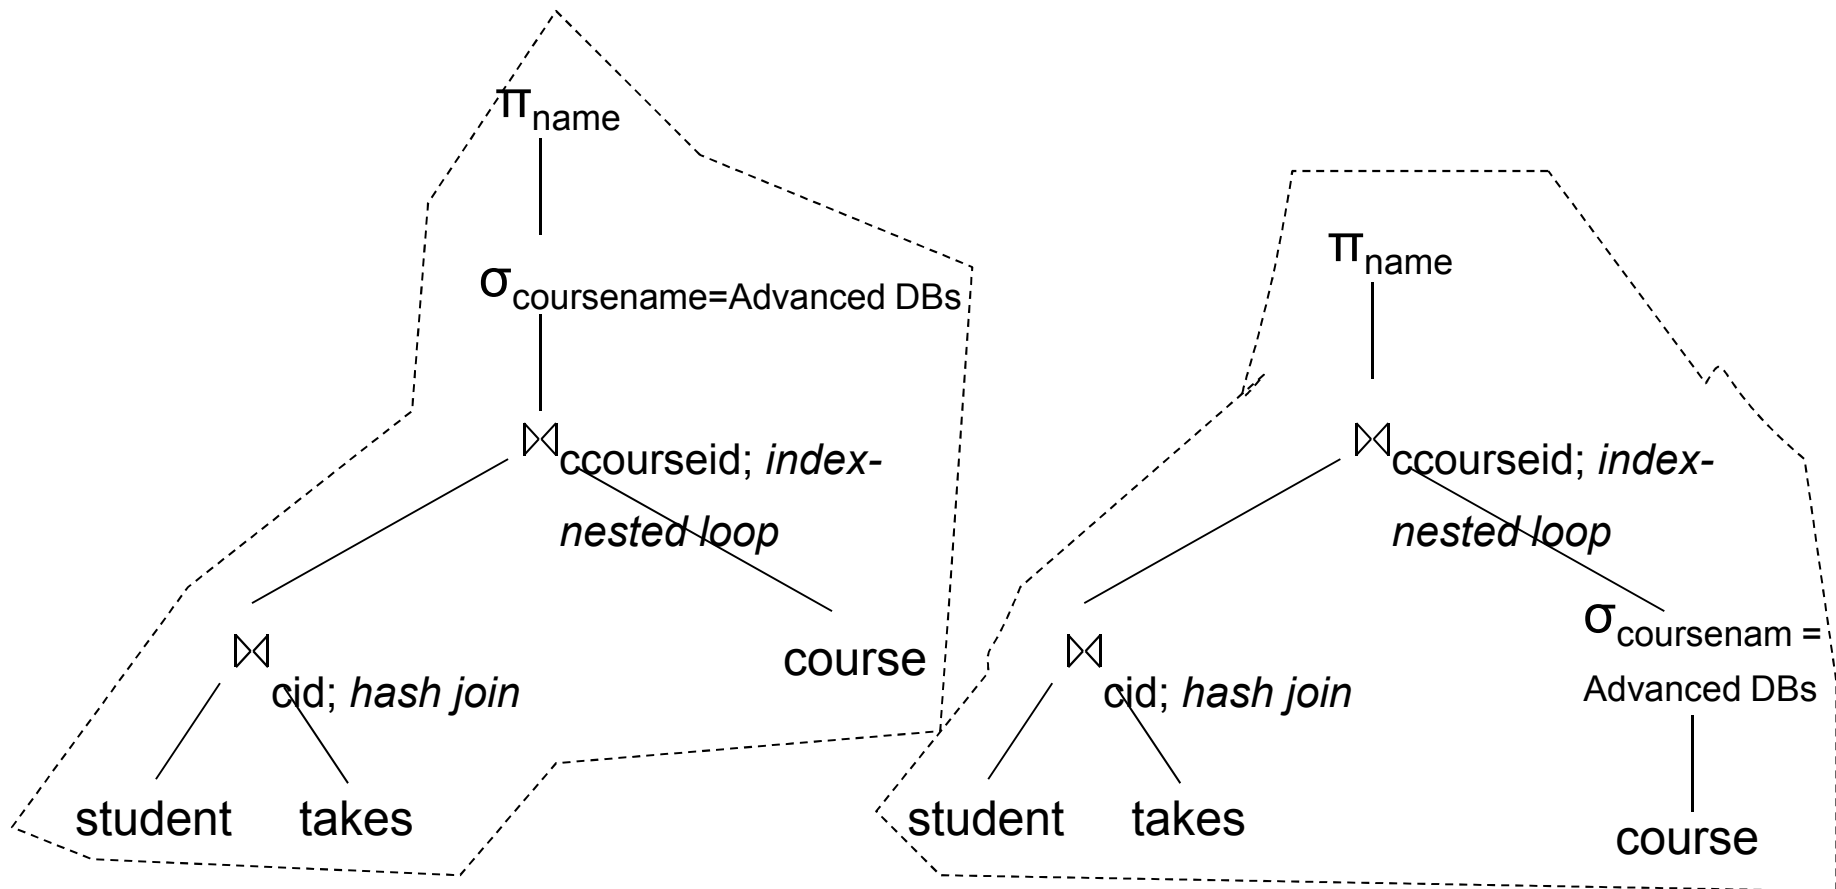 π name
σ coursename=Advanced DBs
⋈ ccourseid; index-
nested loop
⋈
cid; hash join
course
student takes
π name
⋈ ccourseid; index-
nested loop
σ coursenam =
Advanced DBs
⋈
cid; hash join
student takes
course